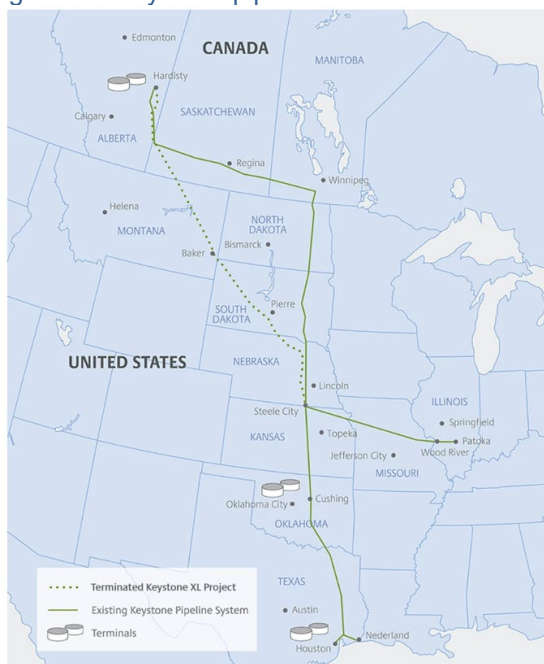 Edmonton
CANADA
MANITOBA
Hardisty
SASKATCHEWAN
Calgary
ALBERTA
Regina
Winnipeg
Helena
NORTH
DAKOTA
MONTANA
Bismarck
Baker
Pierre
SOUTH
DAKOTA
UNITED STATES
NEBRASKA
Lincoln
ILLINOIS
Steele City
Springfield
KANSAS
Topeka
Patoka
Jefferson City
Wood River
MISSOURI
Cushing
Oklahoma City
OKLAHOMA
TEXAS
Terminated Keystone XL Project
Existing Keystone Pipeline System
Austin
Terminals
Nederland
Houston